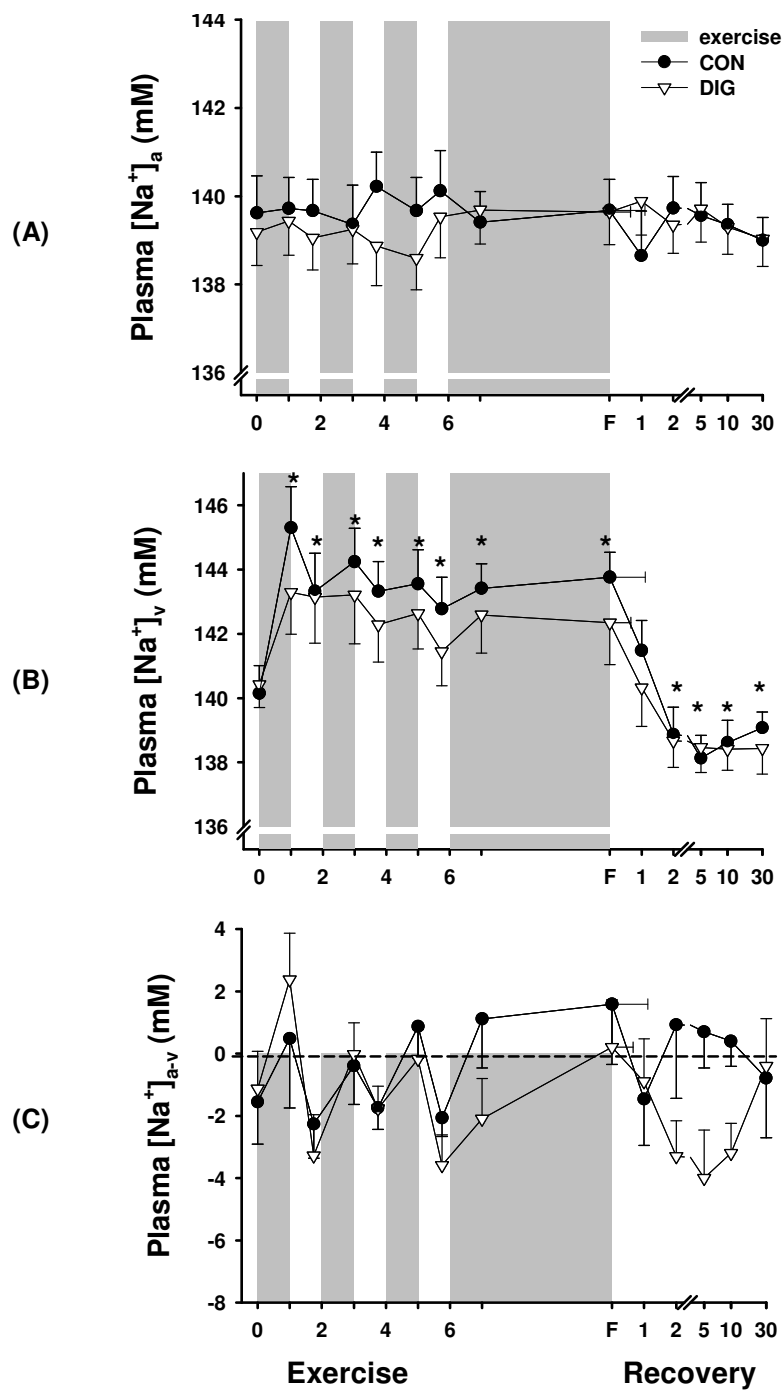 144
142
140
138
136
Plasma [Na⁺]ₐ (mM)
(A)
exercise
CON
DIG
0 2 4 6 F 1 2 5 10 30
146
144
142
140
138
136
Plasma [Na⁺]ᵥ (mM)
(B)
* * * * * * * * * * * *
0 2 4 6 F 1 2 5 10 30
4
2
0
-2
-4
-6
-8
Plasma [Na⁺]ₐ₋ᵥ (mM)
(C)
0 2 4 6 F 1 2 5 10 30
Exercise Recovery